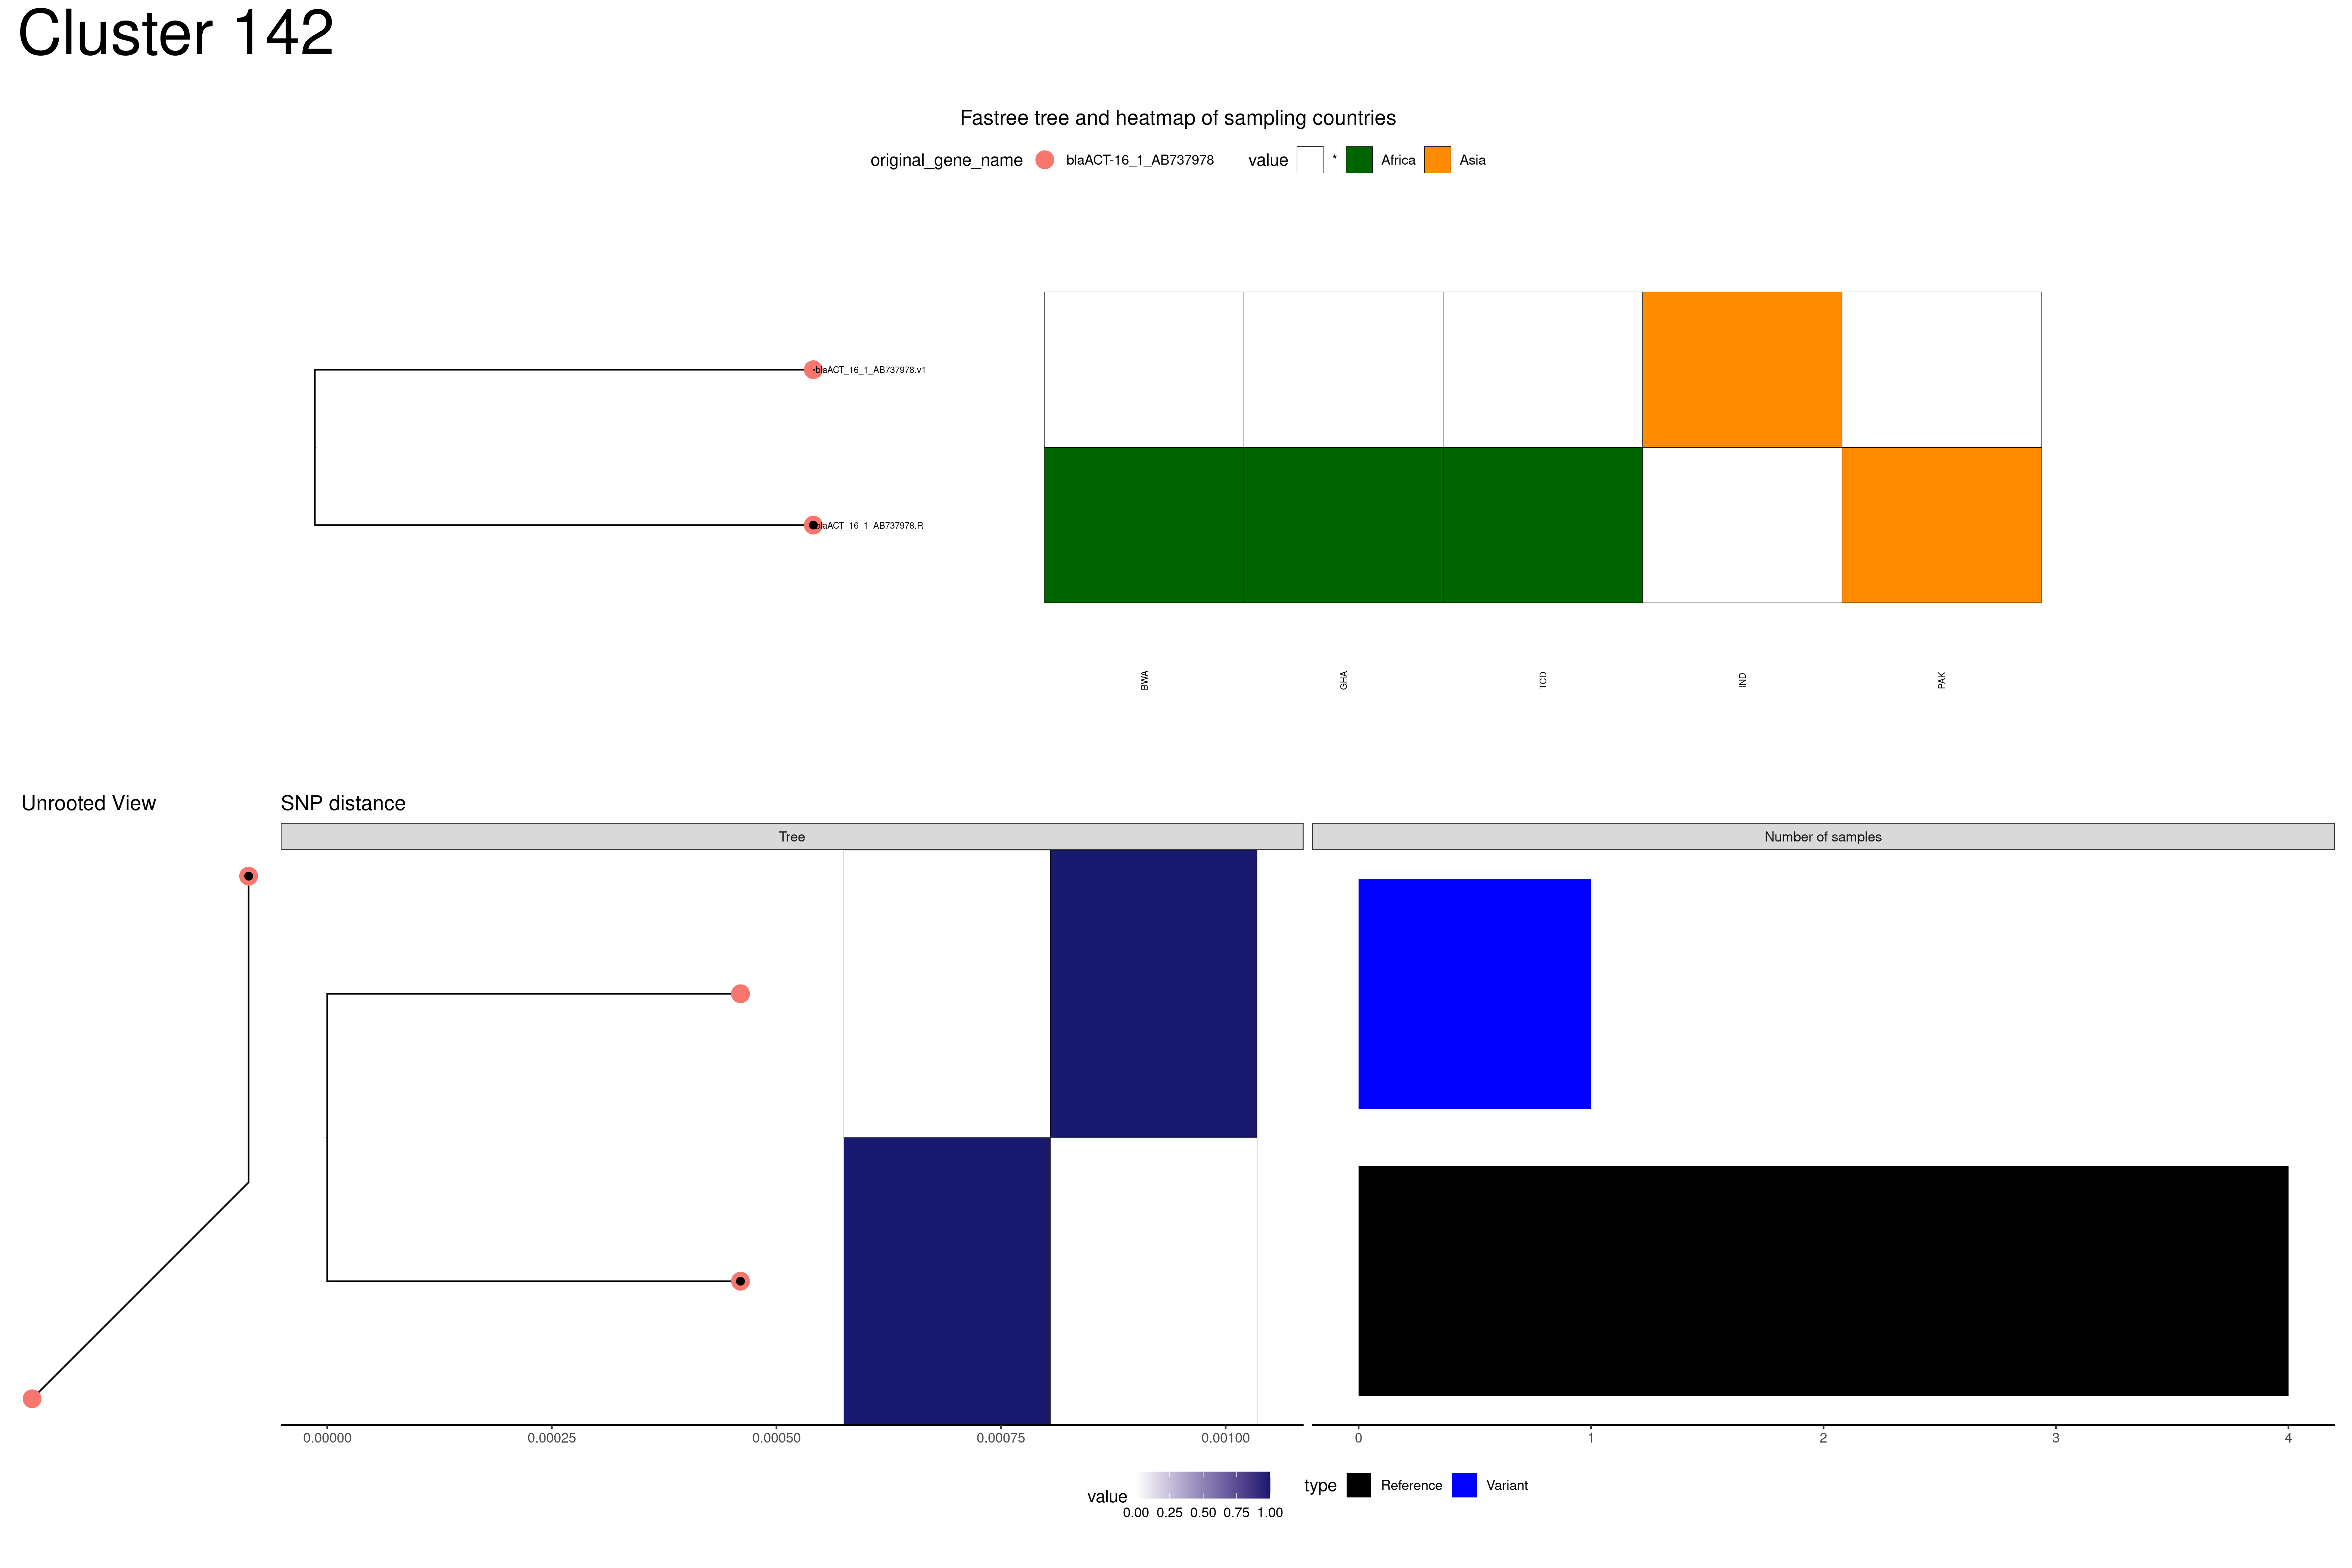 Cluster 142
Fastree tree and heatmap of sampling countries
original_gene_name blaACT-16_1_AB737978 value * Africa Asia
blaACT_16_1_AB737978.v1
blaACT_16_1_AB737978.R
BWA GHA TCD IND PAK
Unrooted View SNP distance
Tree Number of samples
0.00000 0.00025 0.00050 0.00075 0.00100 0 1 2 3 4
value 0.00 0.25 0.50 0.75 1.00 type Reference Variant